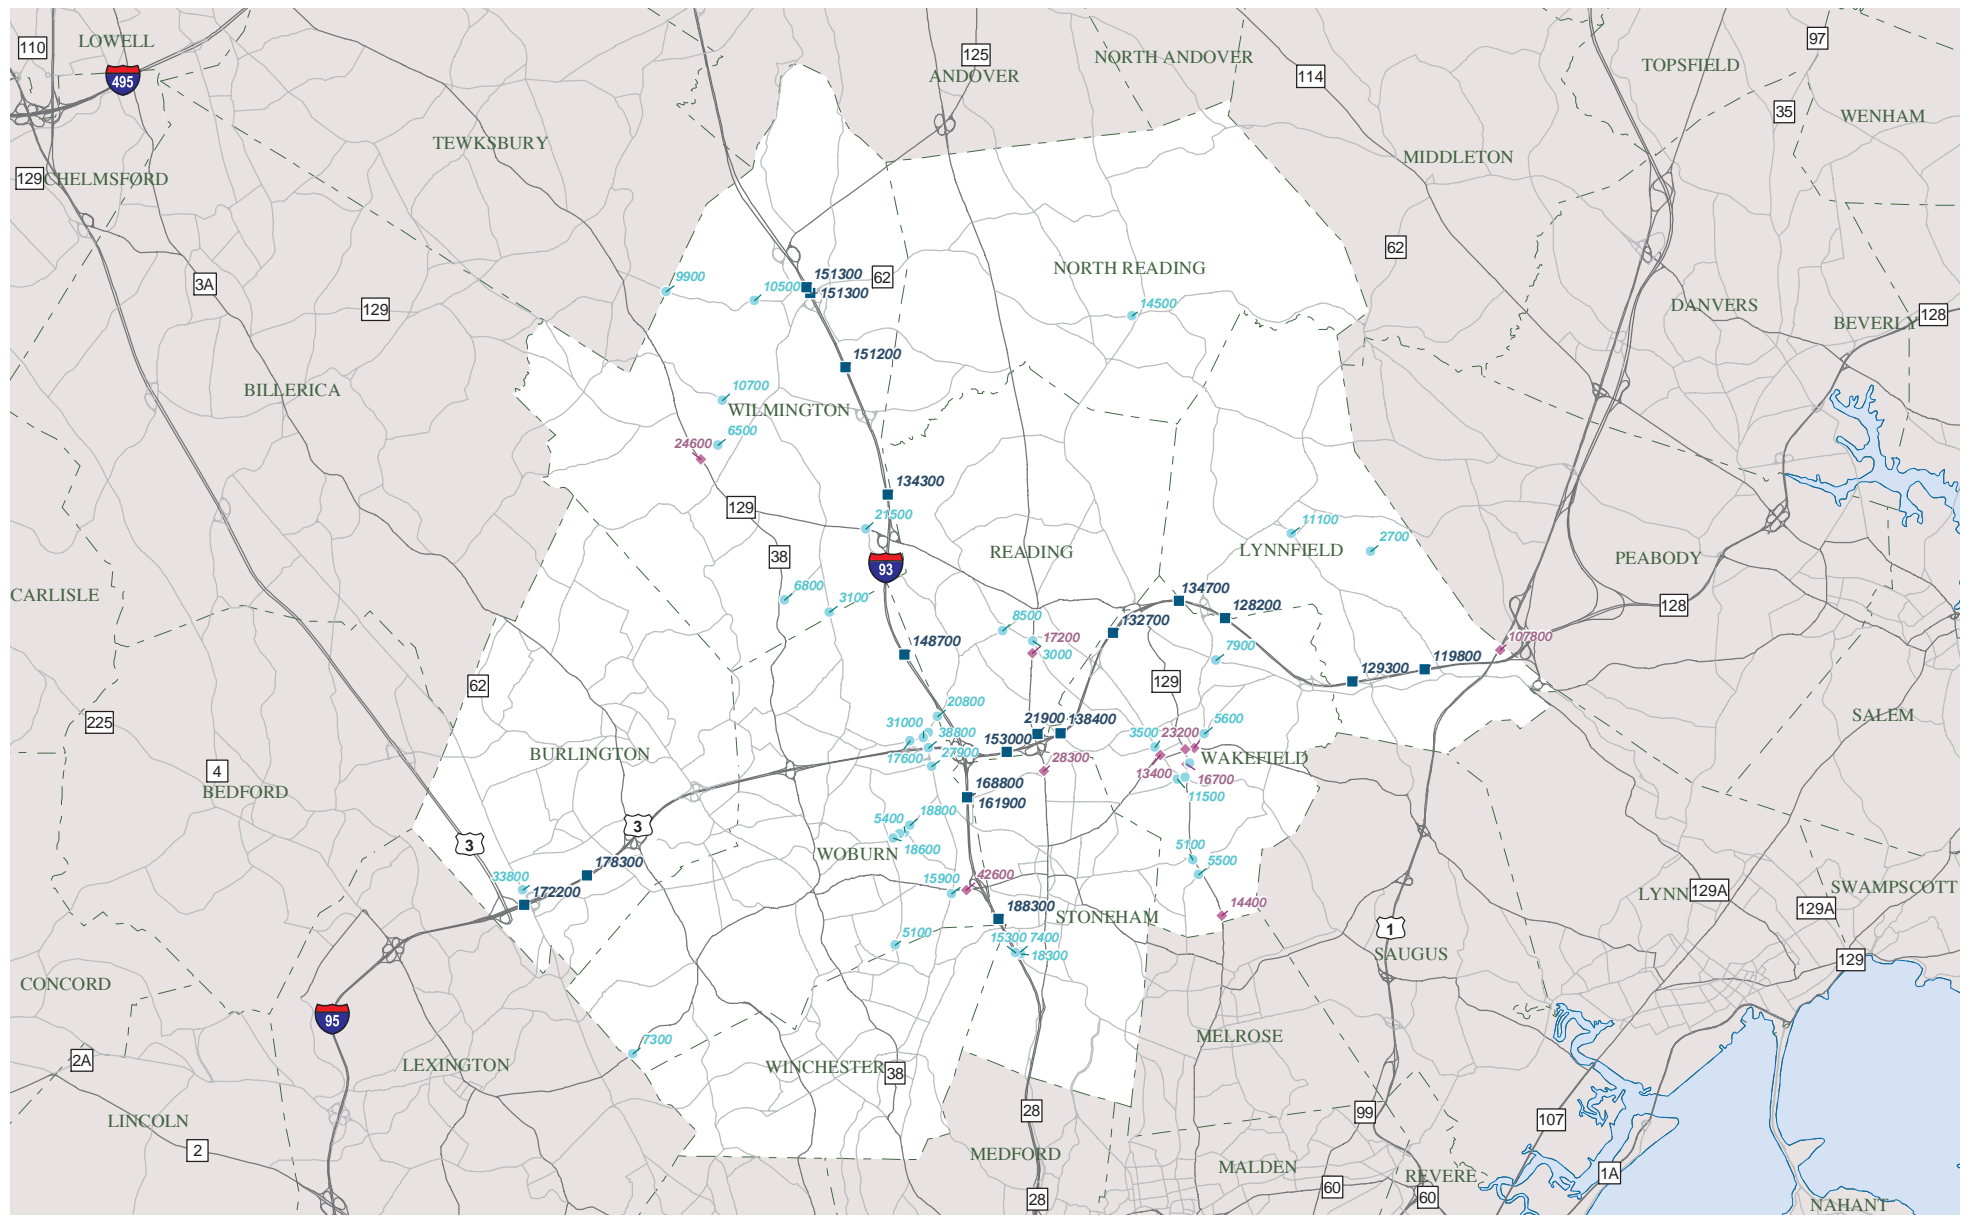 110
LOWELL
495
125
ANDOVER
NORTH ANDOVER
114
97
TOPSFIELD
35
WENHAM
TEWKSBURY
MIDDLETON
129
CHELMSFORD
62
3A
129
9900
10500
151300
151300
62
NORTH READING
14500
DANVERS
BEVERLY
128
151200
BILLERICA
10700
WILMINGTON
6500
24600
134300
129
21500
11100
2700
READING
LYNNFIELD
PEABODY
38
93
CARLISLE
6800
3100
134700
128200
128
8500
132700
17200
3000
107800
148700
7900
119800
129300
62
129
225
20800
31000
21900
138400
5600
SALEM
38800
153000
3500
23200
BURLINGTON
17600
27900
28300
WAKEFIELD
13400
16700
4
BEDFORD
168800
161900
11500
18800
5400
3
3
18600
WOBURN
5100
5500
178300
33800
172200
15900
42600
LYNN
129A
SWAMPSCOTT
129A
188300
STONEHAM
14400
1
5100
15300
7400
18300
SAUGUS
129
CONCORD
95
7300
MELROSE
2A
LEXINGTON
WINCHESTER
38
LINCOLN
28
99
107
2
MEDFORD
MALDEN
REVERE
1A
60
60
28
NAHANT